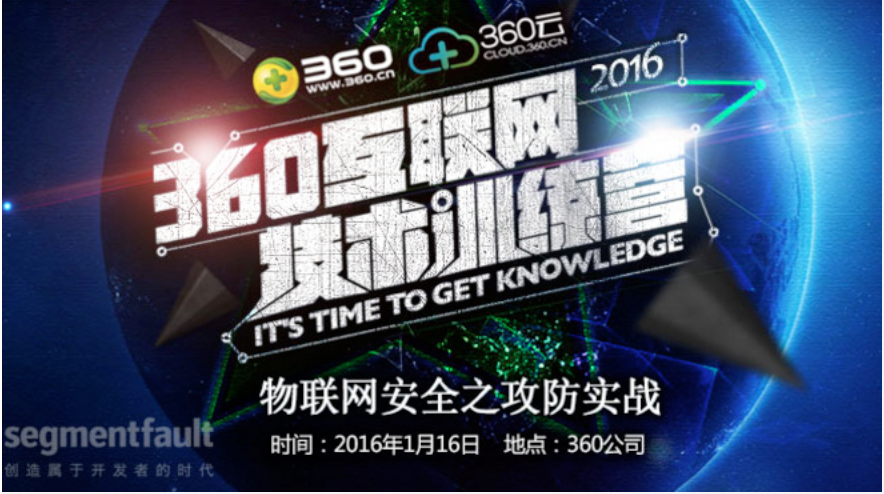 360
WWW.360.CN
360云
CLOUD.360.CN
2016
360互联网
技术训练营
IT'S TIME TO GET KNOWLEDGE
物联网安全之攻防实战
时间：2016年1月16日 地点：360公司
segmentfault
创造属于开发者的时代